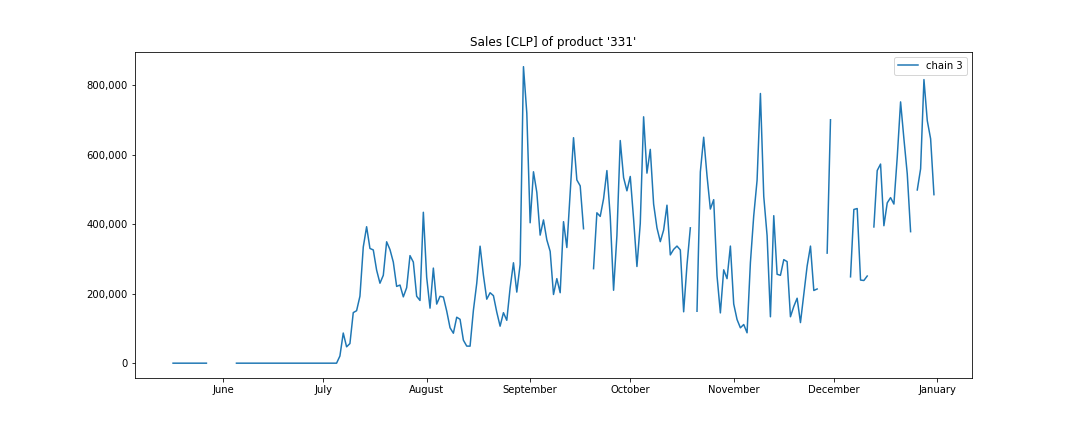 Sales [CLP] of product '331'
chain 3
800,000
600,000
400,000
200,000
0
June July August September October November December January